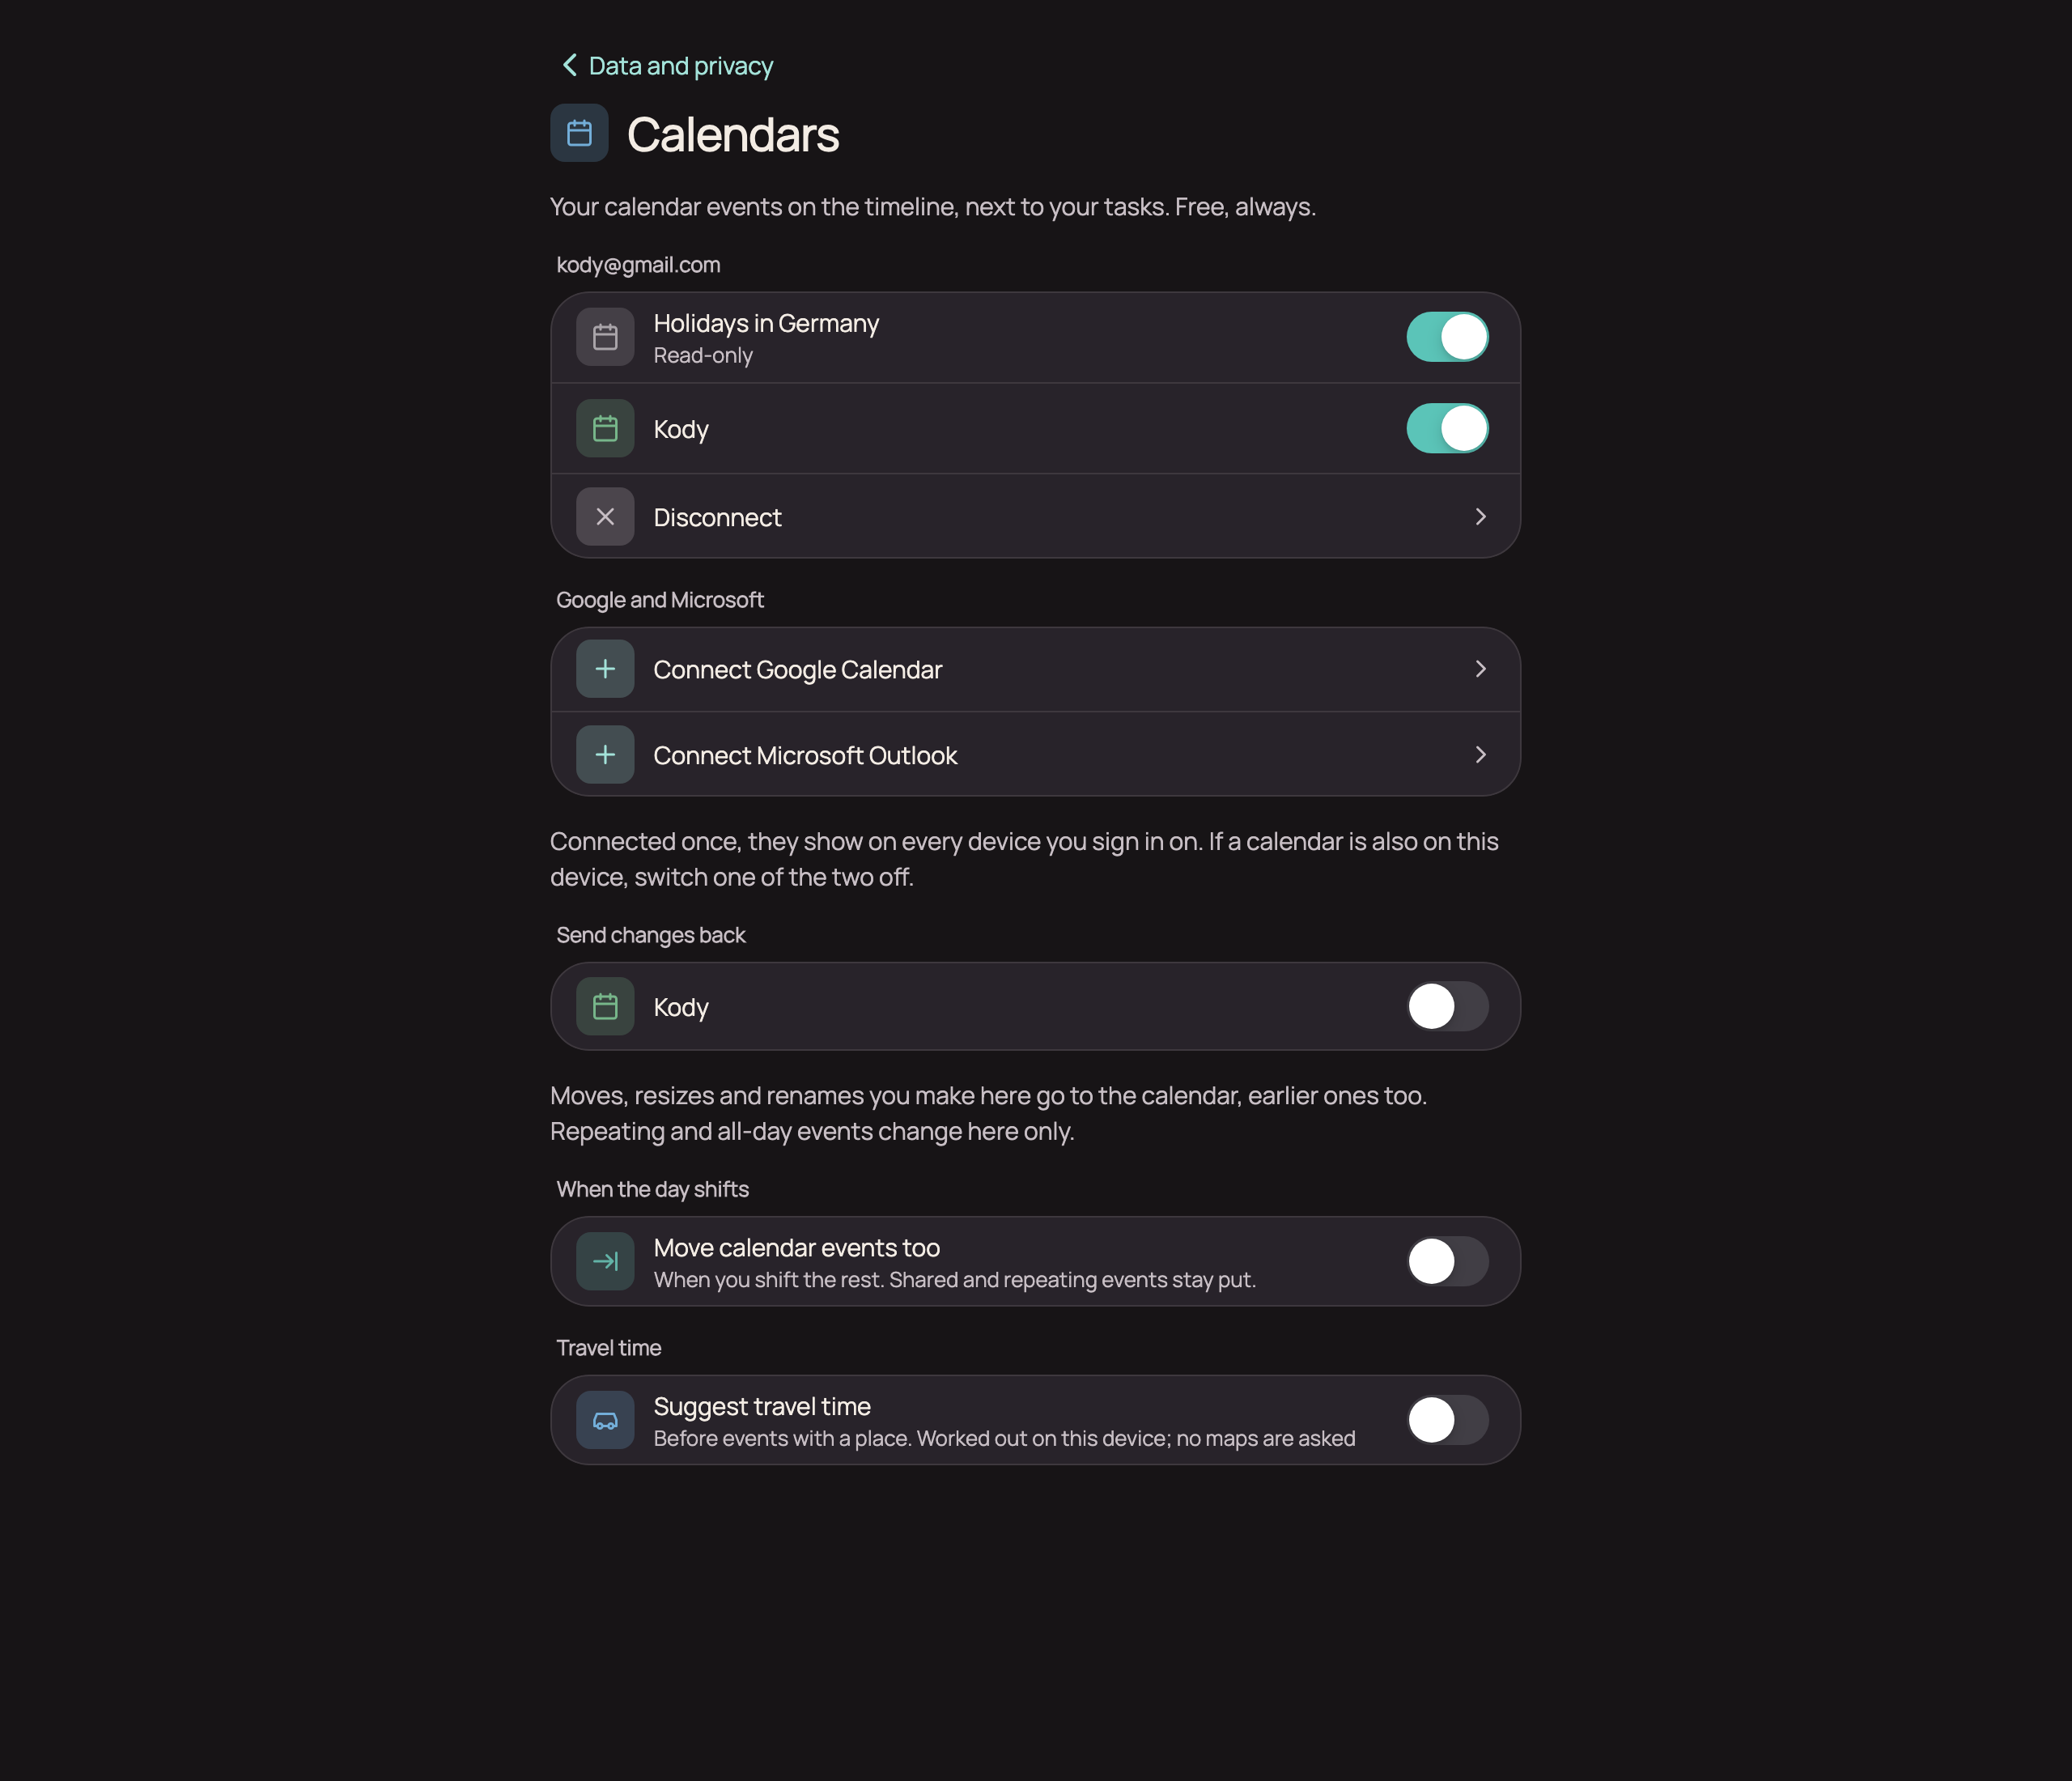 Data and privacy
Calendars
Your calendar events on the timeline, next to your tasks. Free, always.
kody@gmail.com
Holidays in Germany
Read-only
Kody
Disconnect
Google and Microsoft
Connect Google Calendar
Connect Microsoft Outlook
Connected once, they show on every device you sign in on. If a calendar is also on this
device, switch one of the two off.
Send changes back
Kody
Moves, resizes and renames you make here go to the calendar, earlier ones too.
Repeating and all-day events change here only.
When the day shifts
Move calendar events too
When you shift the rest. Shared and repeating events stay put.
Travel time
Suggest travel time
Before events with a place. Worked out on this device; no maps are asked